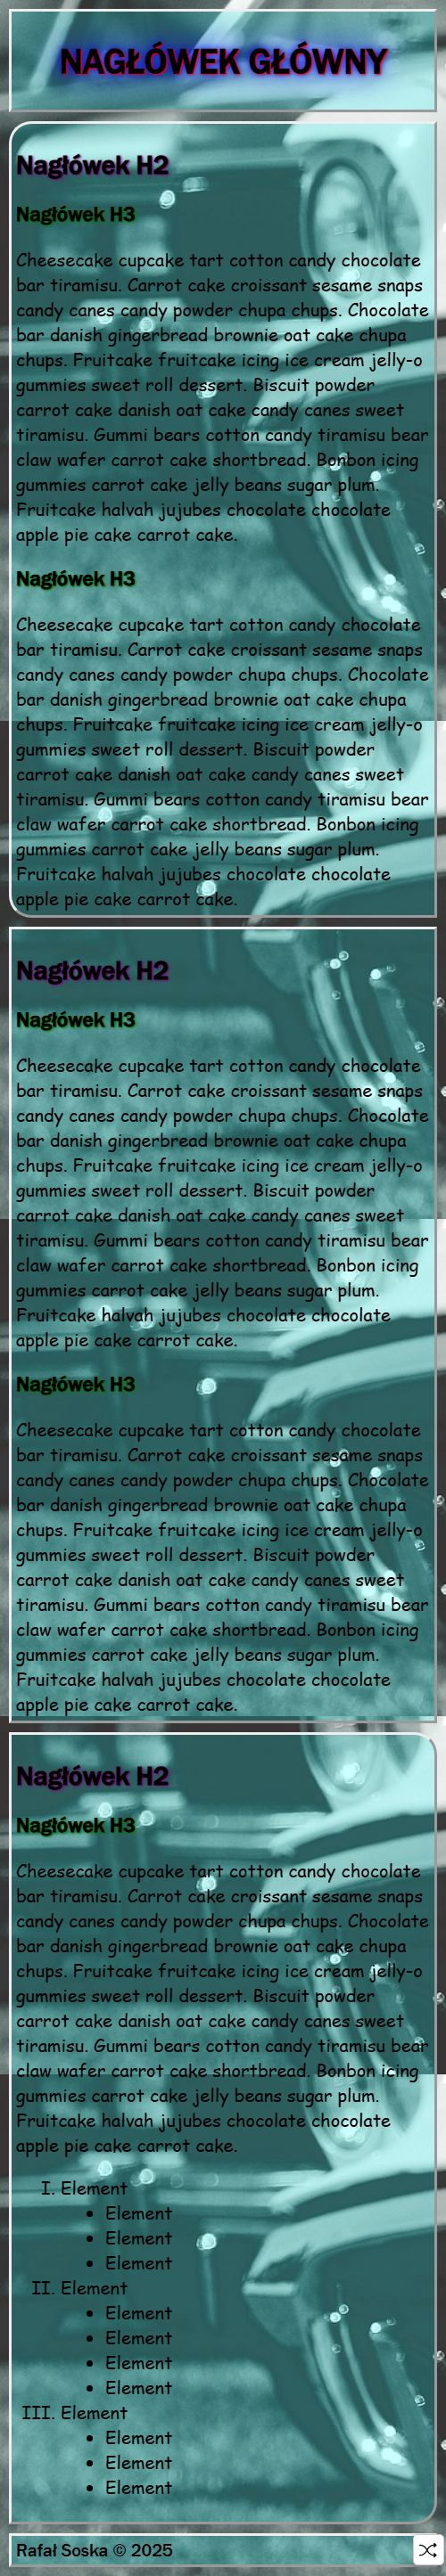 NAGŁÓWEK GŁÓWNY
Nagłówek H2
Nagłówek H3
Cheesecake cupcake tart cotton candy chocolate
bar tiramisu. Carrot cake croissant sesame snaps
candy canes candy powder chupa chups. Chocolate
bar danish gingerbread brownie oat cake chupa
chups. Fruitcake fruitcake icing ice cream jelly-o
gummies sweet roll dessert. Biscuit powder
carrot cake danish oat cake candy canes sweet
tiramisu. Gummi bears cotton candy tiramisu bear
claw wafer carrot cake shortbread. Bonbon icing
gummies carrot cake jelly beans sugar plum.
Fruitcake halvah jujubes chocolate chocolate
apple pie cake carrot cake.
Nagłówek H3
Cheesecake cupcake tart cotton candy chocolate
bar tiramisu. Carrot cake croissant sesame snaps
candy canes candy powder chupa chups. Chocolate
bar danish gingerbread brownie oat cake chupa
chups. Fruitcake fruitcake icing ice cream jelly-o
gummies sweet roll dessert. Biscuit powder
carrot cake danish oat cake candy canes sweet
tiramisu. Gummi bears cotton candy tiramisu bear
claw wafer carrot cake shortbread. Bonbon icing
gummies carrot cake jelly beans sugar plum.
Fruitcake halvah jujubes chocolate chocolate
apple pie cake carrot cake.
Nagłówek H2
Nagłówek H3
Cheesecake cupcake tart cotton candy chocolate
bar tiramisu. Carrot cake croissant sesame snaps
candy canes candy powder chupa chups. Chocolate
bar danish gingerbread brownie oat cake chupa
chups. Fruitcake fruitcake icing ice cream jelly-o
gummies sweet roll dessert. Biscuit powder
carrot cake danish oat cake candy canes sweet
tiramisu. Gummi bears cotton candy tiramisu bear
claw wafer carrot cake shortbread. Bonbon icing
gummies carrot cake jelly beans sugar plum.
Fruitcake halvah jujubes chocolate chocolate
apple pie cake carrot cake.
Nagłówek H3
Cheesecake cupcake tart cotton candy chocolate
bar tiramisu. Carrot cake croissant sesame snaps
candy canes candy powder chupa chups. Chocolate
bar danish gingerbread brownie oat cake chupa
chups. Fruitcake fruitcake icing ice cream jelly-o
gummies sweet roll dessert. Biscuit powder
carrot cake danish oat cake candy canes sweet
tiramisu. Gummi bears cotton candy tiramisu bear
claw wafer carrot cake shortbread. Bonbon icing
gummies carrot cake jelly beans sugar plum.
Fruitcake halvah jujubes chocolate chocolate
apple pie cake carrot cake.
Nagłówek H2
Nagłówek H3
Cheesecake cupcake tart cotton candy chocolate
bar tiramisu. Carrot cake croissant sesame snaps
candy canes candy powder chupa chups. Chocolate
bar danish gingerbread brownie oat cake chupa
chups. Fruitcake fruitcake icing ice cream jelly-o
gummies sweet roll dessert. Biscuit powder
carrot cake danish oat cake candy canes sweet
tiramisu. Gummi bears cotton candy tiramisu bear
claw wafer carrot cake shortbread. Bonbon icing
gummies carrot cake jelly beans sugar plum.
Fruitcake halvah jujubes chocolate chocolate
apple pie cake carrot cake.
I. Element
• Element
• Element
• Element
II. Element
• Element
• Element
• Element
• Element
III. Element
• Element
• Element
• Element
Rafał Soska © 2025